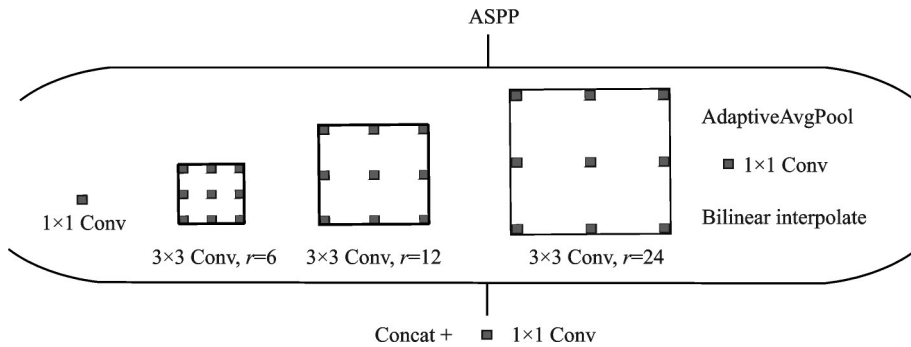 ASPP
AdaptiveAvgPool
1×1 Conv
Bilinear interpolate
1×1 Conv
3×3 Conv, r=6
3×3 Conv, r=12
3×3 Conv, r=24
Concat + 1×1 Conv